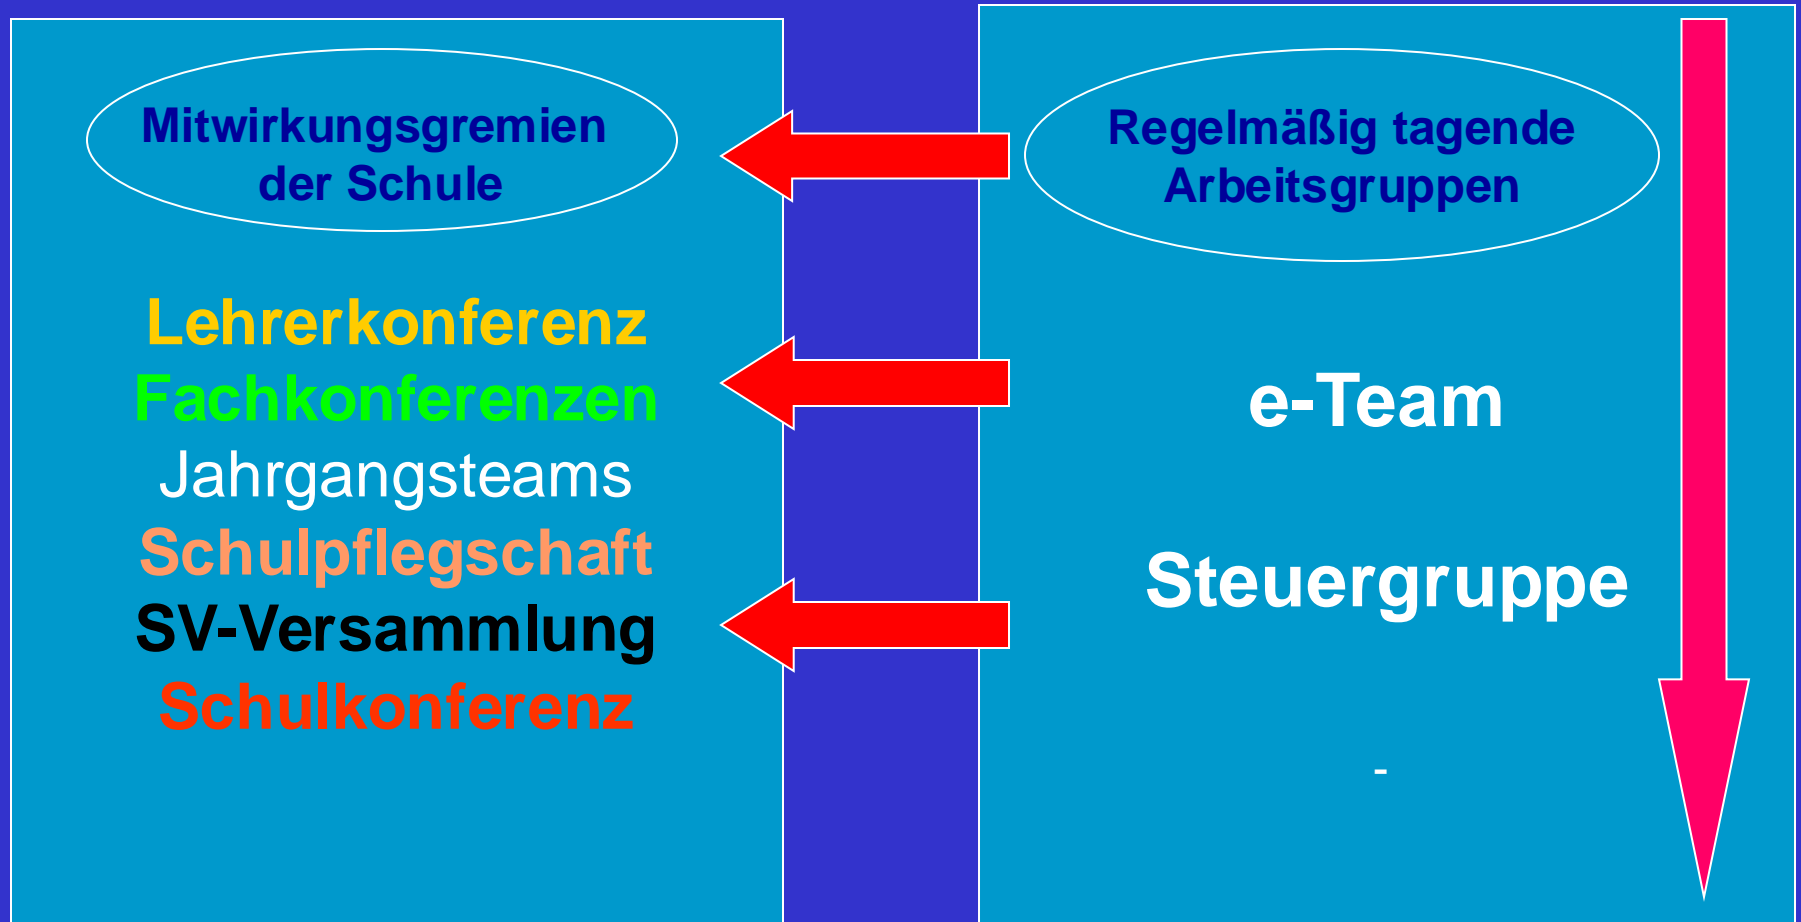 Mitwirkungsgremien
der Schule
Lehrerkonferenz
Fachkonferenzen
Jahrgangsteams
Schulpflegschaft
SV-Versammlung
Schulkonferenz
Regelmäßig tagende
Arbeitsgruppen
e-Team
Steuergruppe
-